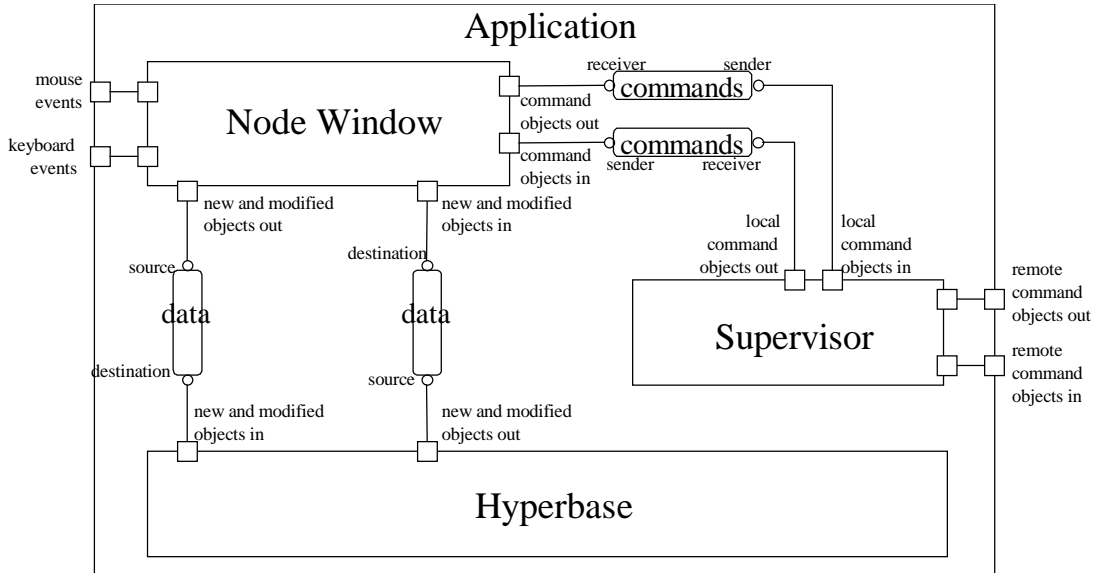 Application
mouse
events
keyboard
events
Node Window
receiver
sender
commands
command
objects out
commands
command
objects in
sender
receiver
new and modified
objects out
new and modified
objects in
local
command
objects out
local
command
objects in
source
data
destination
destination
data
source
remote
command
objects out
Supervisor
remote
command
objects in
new and modified
objects in
new and modified
objects out
Hyperbase